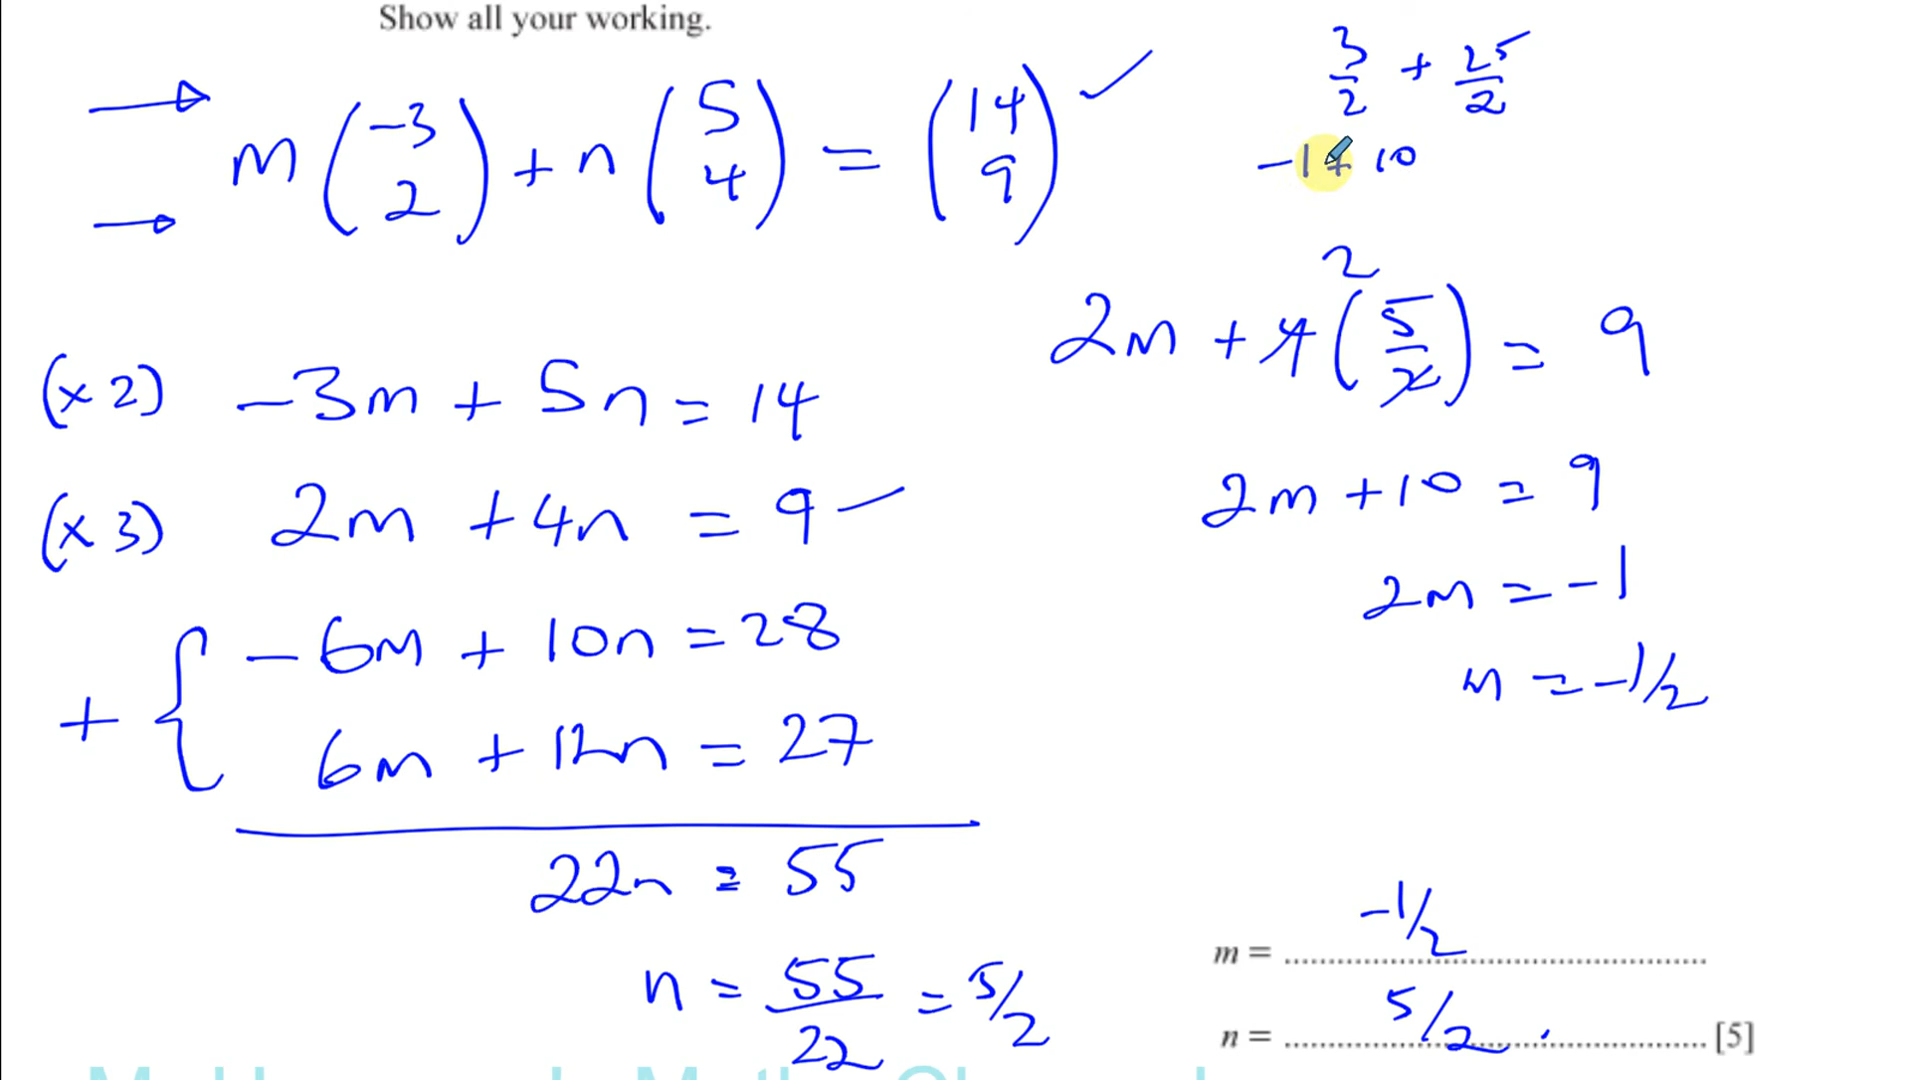 Show all your working.
m(-3 2) + n(5 4) = (14 9)
(x 2) -3m + 5n = 14
(x 3) 2m + 4n = 9
-6m + 10n = 28
+ {
6m + 12n = 27
22n = 55
n = 55/22 = 5/2
3/2 + 25/2
-1 + 10
2
2m + 4(5/2) = 9
2m + 10 = 9
2m = -1
m = -1/2
m = -1/2
n = 5/2 [5]